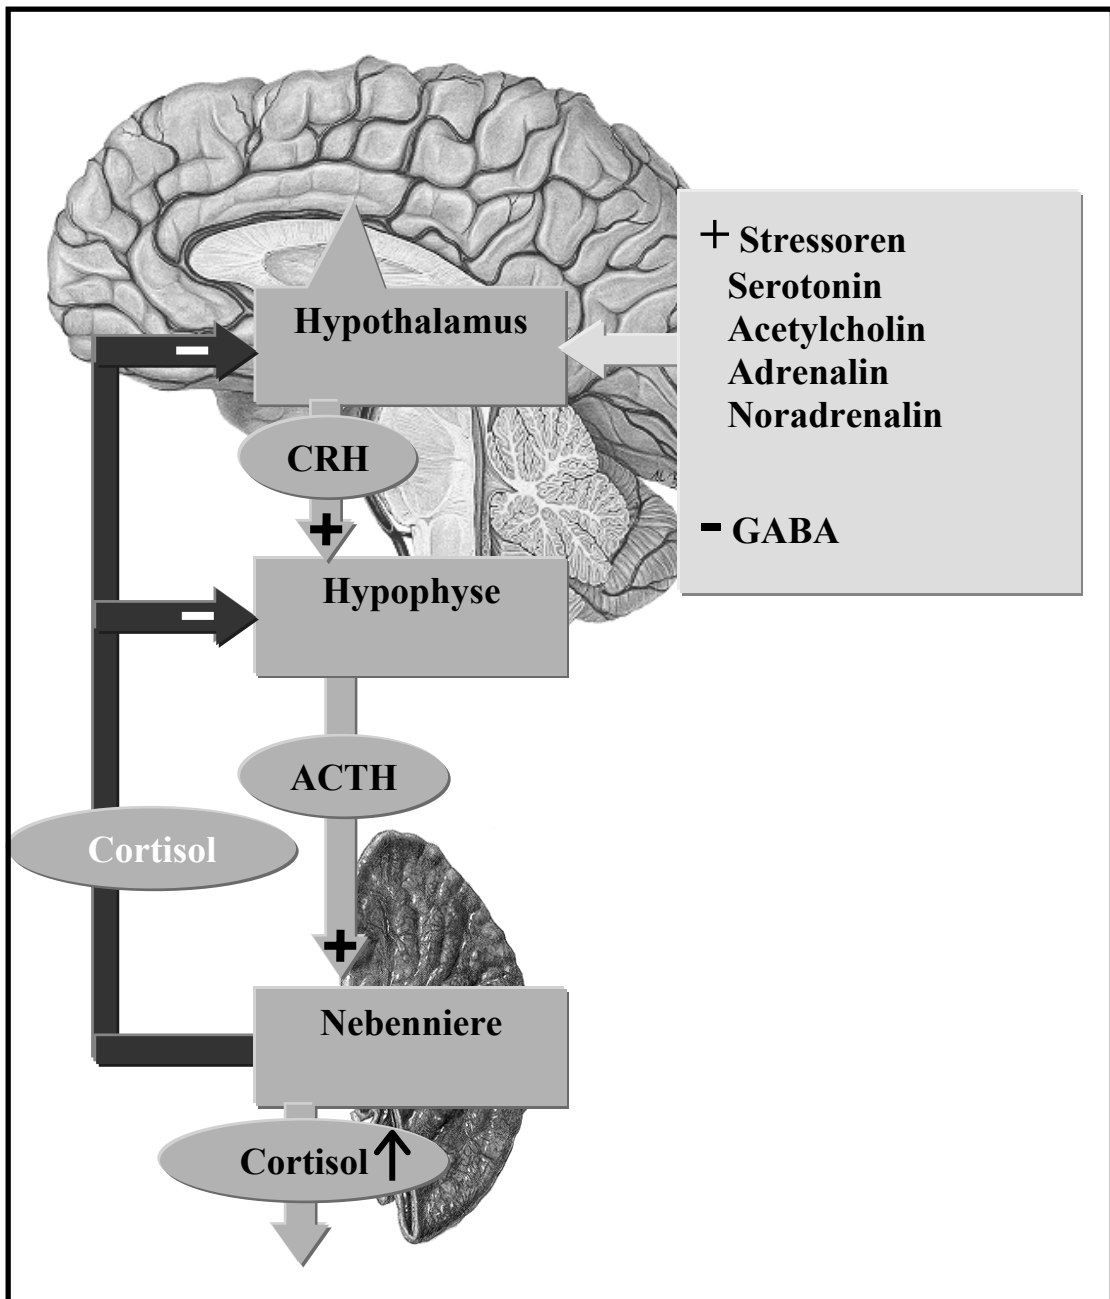 + Stressoren
Serotonin
Acetylcholin
Adrenalin
Noradrenalin
- GABA
Hypothalamus
-
CRH
+
Hypophyse
-
ACTH
Cortisol
+
Nebenniere
Cortisol ↑